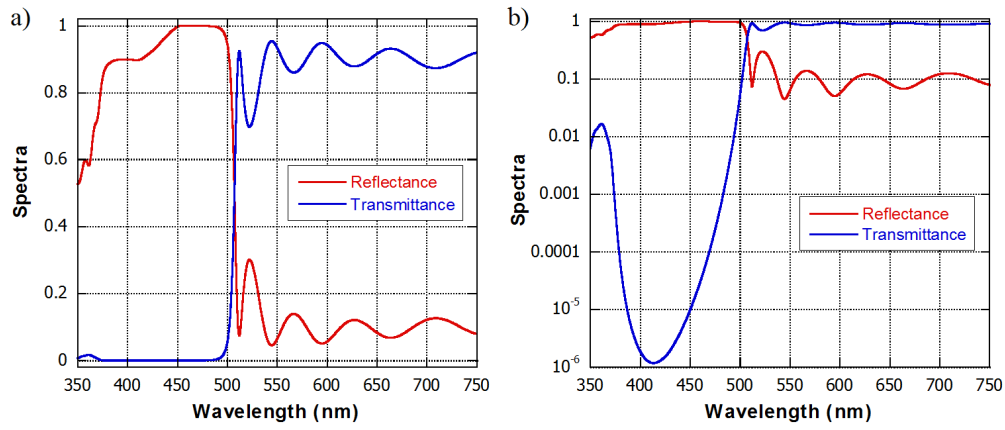 a)
Spectra
1
0.8
0.6
0.4
0.2
0
350 400 450 500 550 600 650 700 750
Wavelength (nm)
Reflectance
Transmittance
b)
Spectra
1
0.1
0.01
0.001
0.0001
10-5
10-6
350 400 450 500 550 600 650 700 750
Wavelength (nm)
Reflectance
Transmittance